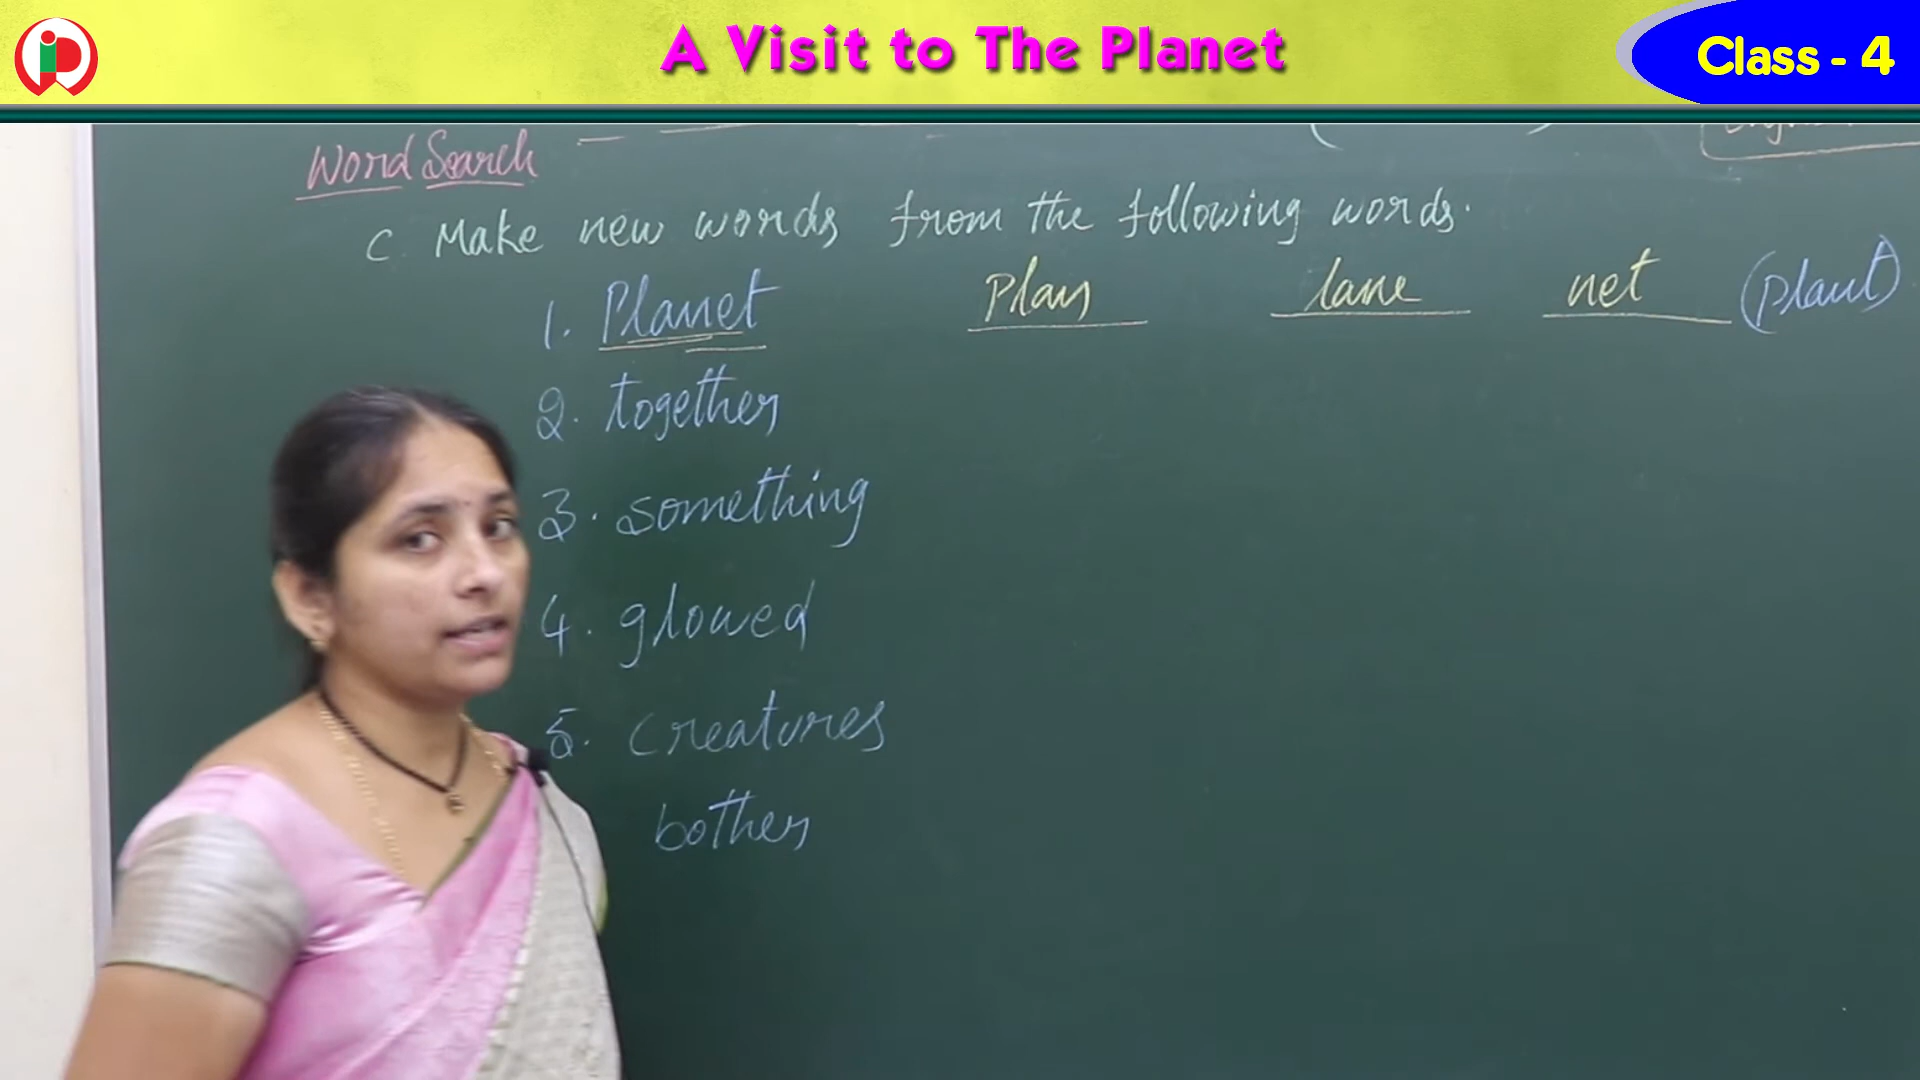 A Visit to The Planet
Class - 4
Word Search
C. Make new words from the following words.
1. Planet Plan lane net (plant)
2. together
3. something
4. glowed
5. creatures
bother